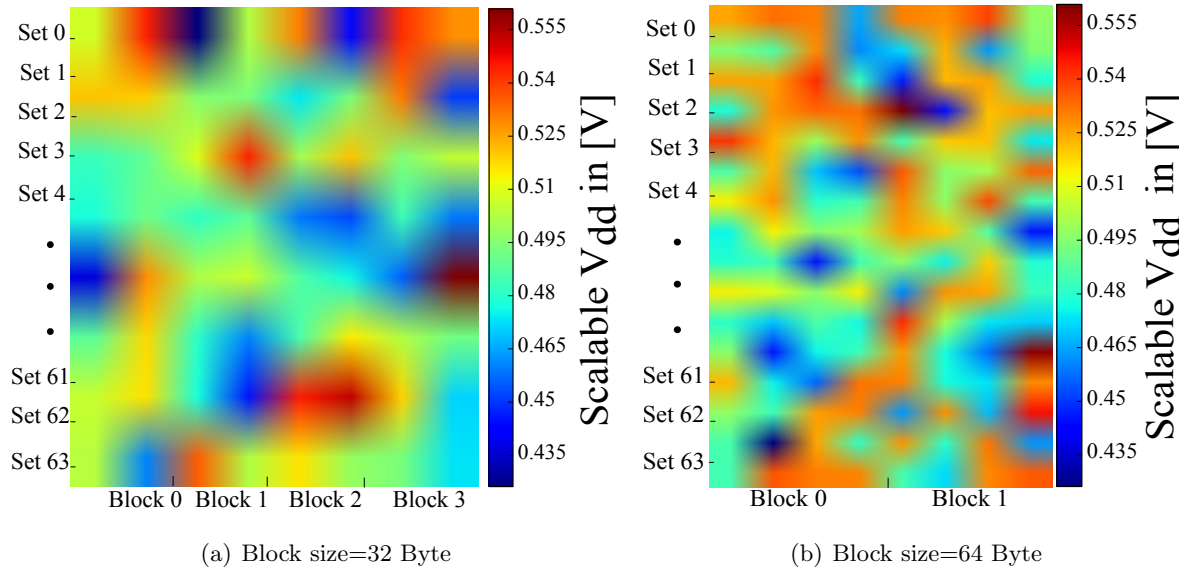 Set 0
Set 1
Set 2
Set 3
Set 4
•
•
•
Set 61
Set 62
Set 63
Block 0 Block 1 Block 2 Block 3
0.555
0.54
0.525
0.51
0.495
0.48
0.465
0.45
0.435
Scalable Vdd in [V]
(a) Block size=32 Byte
Set 0
Set 1
Set 2
Set 3
Set 4
•
•
•
Set 61
Set 62
Set 63
Block 0 Block 1
0.555
0.54
0.525
0.51
0.495
0.48
0.465
0.45
0.435
Scalable Vdd in [V]
(b) Block size=64 Byte